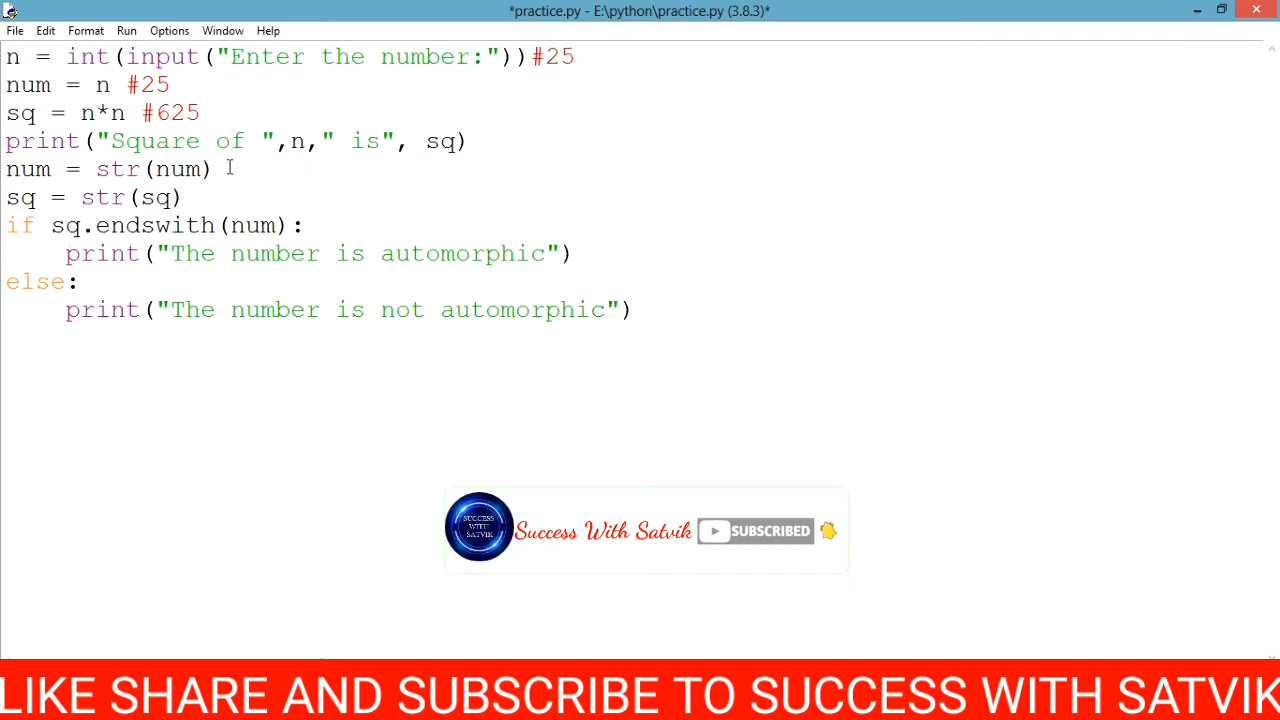 *practice.py - E:\python\practice.py (3.8.3)*
File Edit Format Run Options Window Help
n = int(input("Enter the number:"))#25
num = n #25
sq = n*n #625
print("Square of ",n," is", sq)
num = str(num)
sq = str(sq)
if sq.endswith(num):
    print("The number is automorphic")
else:
    print("The number is not automorphic")
SUCCESS
WITH
SATVIK
Success With Satvik SUBSCRIBED
LIKE SHARE AND SUBSCRIBE TO SUCCESS WITH SATVIK